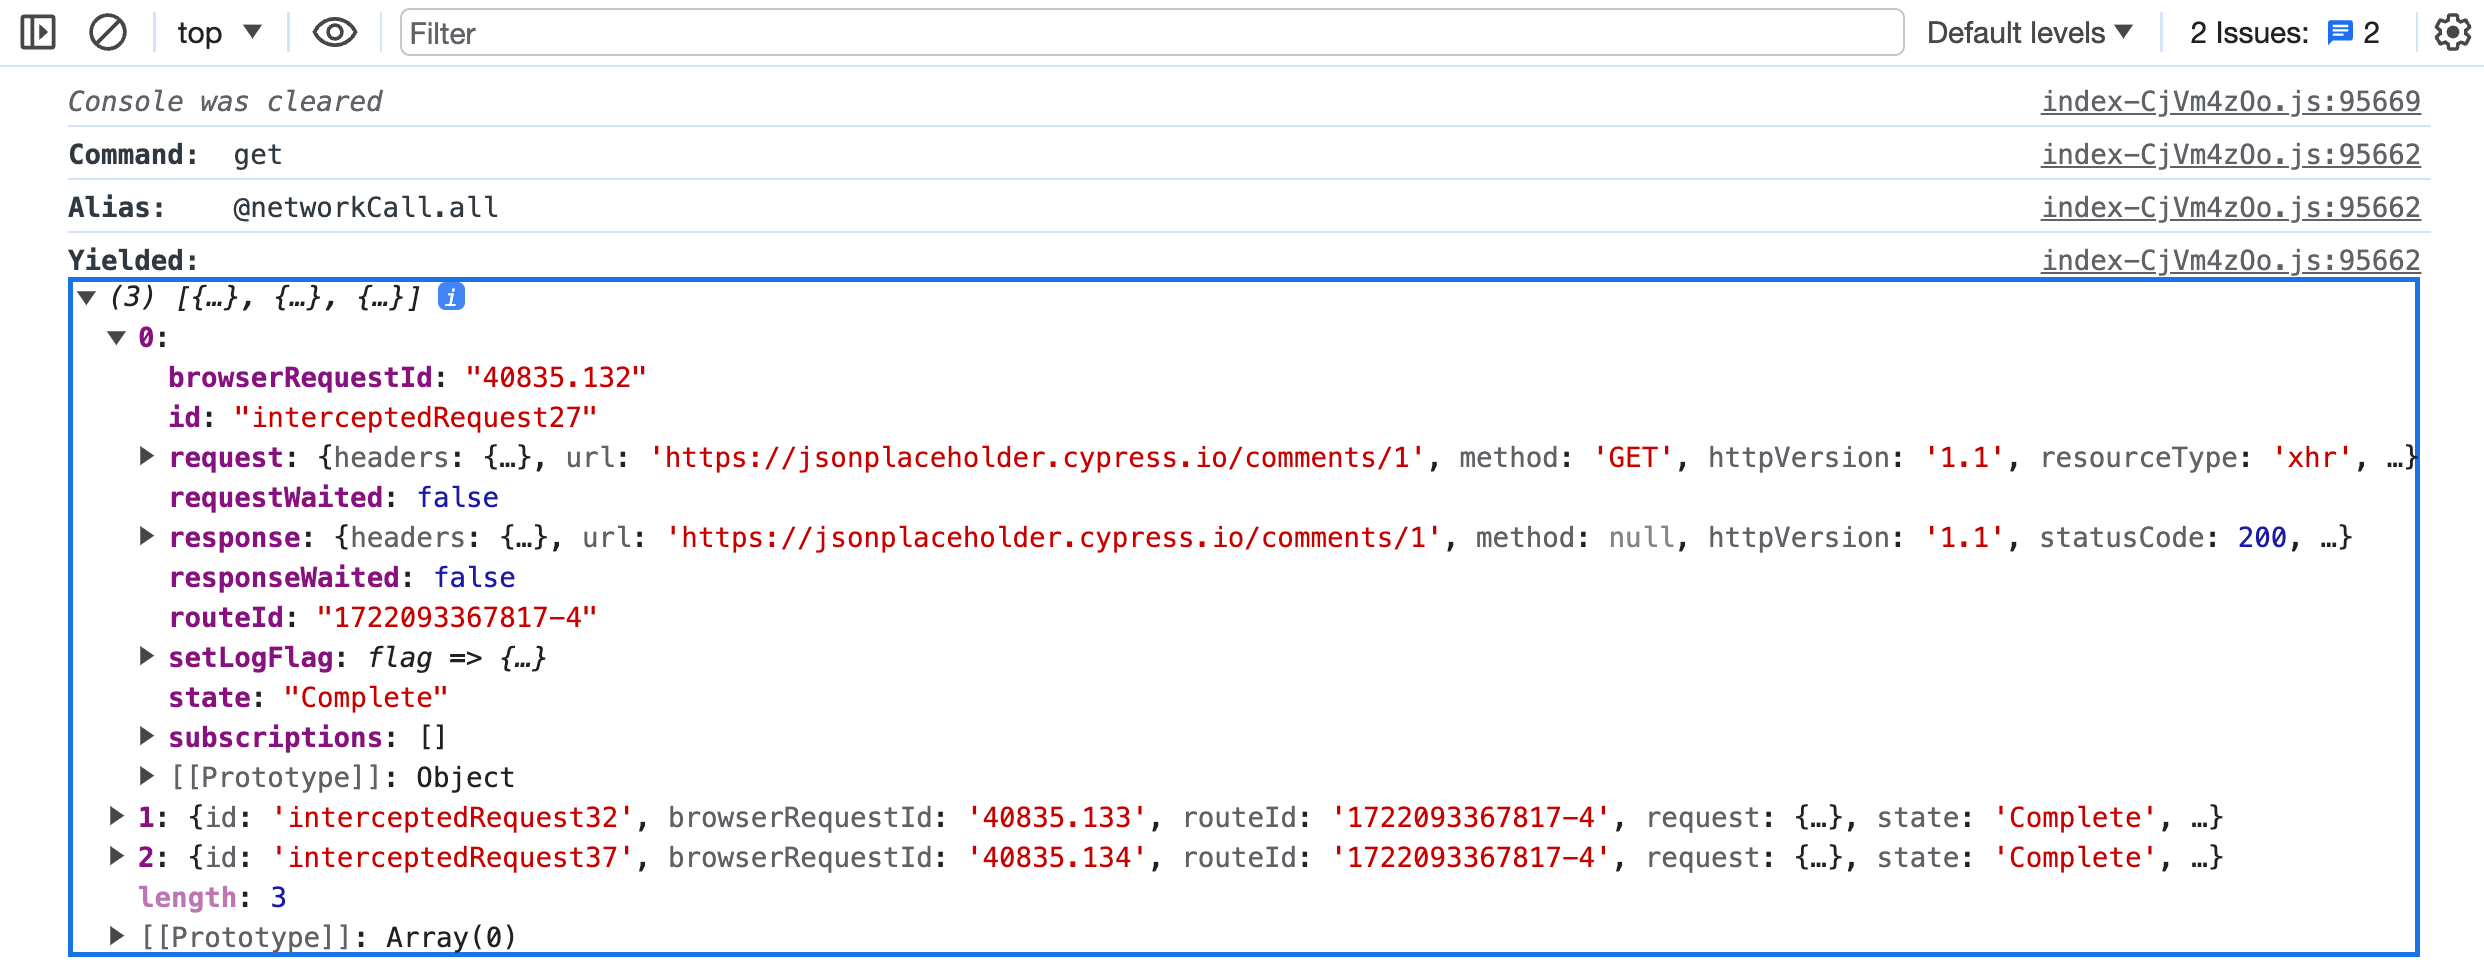 top ▼ Filter Default levels ▼ 2 Issues: 2
Console was cleared index-CjVm4zOo.js:95669
Command: get index-CjVm4zOo.js:95662
Alias: @networkCall.all index-CjVm4zOo.js:95662
Yielded: index-CjVm4zOo.js:95662
▼ (3) [{…}, {…}, {…}] i
▼ 0:
browserRequestId: "40835.132"
id: "interceptedRequest27"
▶ request: {headers: {…}, url: 'https://jsonplaceholder.cypress.io/comments/1', method: 'GET', httpVersion: '1.1', resourceType: 'xhr', …}
requestWaited: false
▶ response: {headers: {…}, url: 'https://jsonplaceholder.cypress.io/comments/1', method: null, httpVersion: '1.1', statusCode: 200, …}
responseWaited: false
routeId: "1722093367817-4"
▶ setLogFlag: flag => {…}
state: "Complete"
▶ subscriptions: []
▶ [[Prototype]]: Object
▶ 1: {id: 'interceptedRequest32', browserRequestId: '40835.133', routeId: '1722093367817-4', request: {…}, state: 'Complete', …}
▶ 2: {id: 'interceptedRequest37', browserRequestId: '40835.134', routeId: '1722093367817-4', request: {…}, state: 'Complete', …}
length: 3
▶ [[Prototype]]: Array(0)